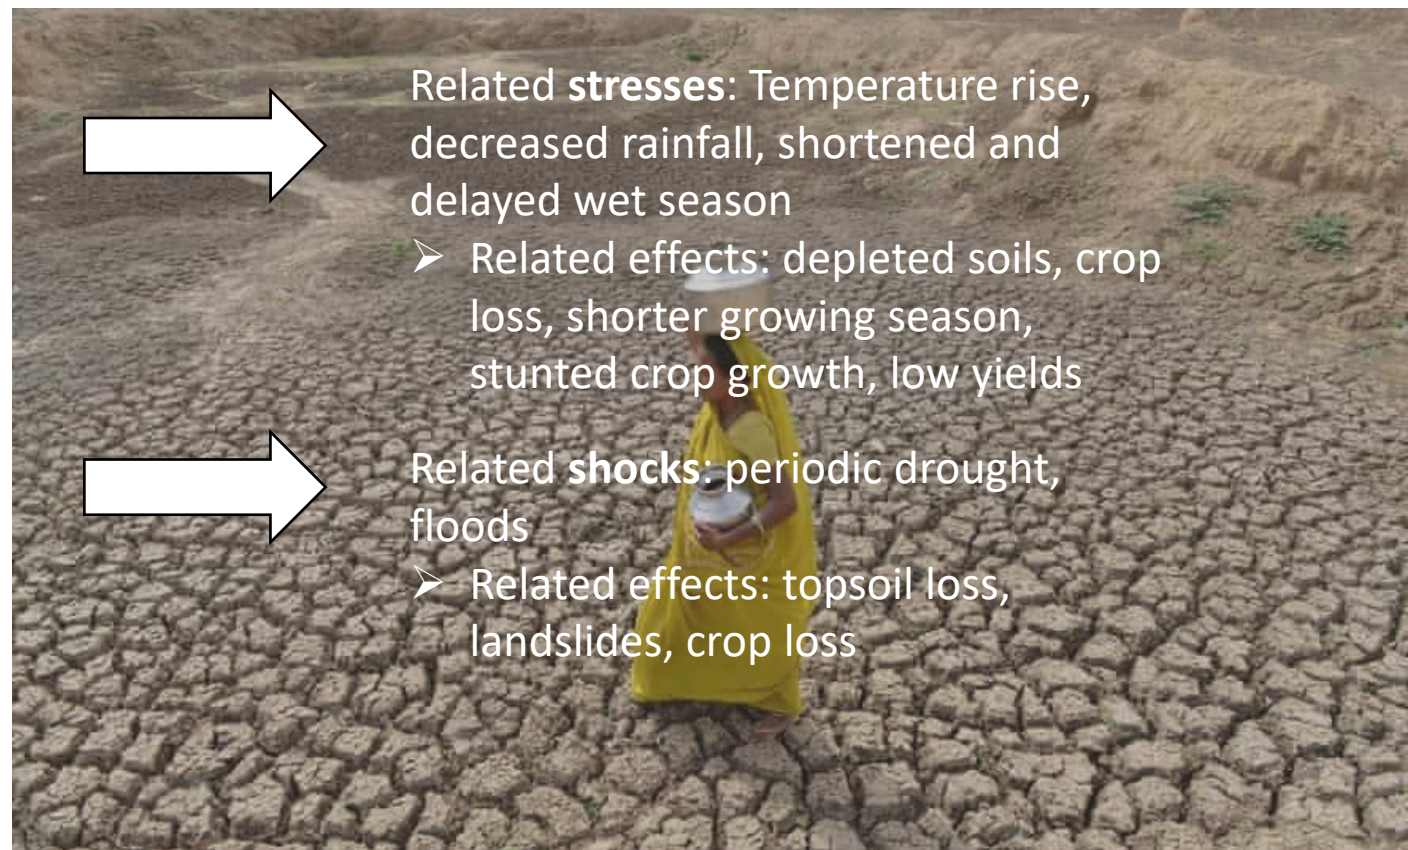 Related stresses: Temperature rise,
decreased rainfall, shortened and
delayed wet season
➢ Related effects: depleted soils, crop
loss, shorter growing season,
stunted crop growth, low yields
Related shocks: periodic drought,
floods
➢ Related effects: topsoil loss,
landslides, crop loss